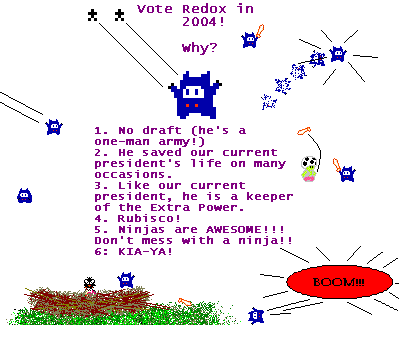 Vote Redox in
2004!
Why?
1. No draft (he's a
one-man army!)
2. He saved our current
president's life on many
occasions.
3. Like our current
president, he is a keeper
of the Extra Power.
4. Rubisco!
5. Ninjas are AWESOME!!!
Don't mess with a ninja!!
6: KIA-YA!
BOOM!!!